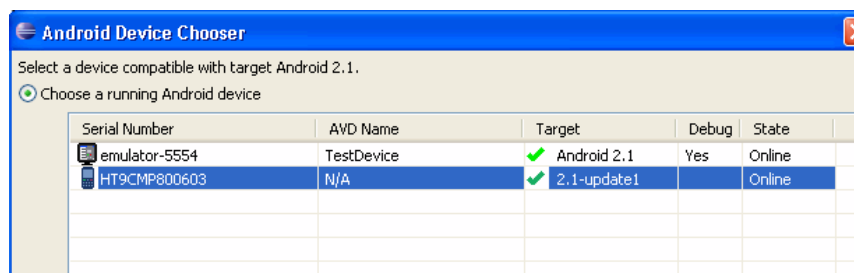 Android Device Chooser
Select a device compatible with target Android 2.1.
Choose a running Android device
Serial Number AVD Name Target Debug State
emulator-5554 TestDevice Android 2.1 Yes Online
HT9CMP800603 N/A 2.1-update1 Online